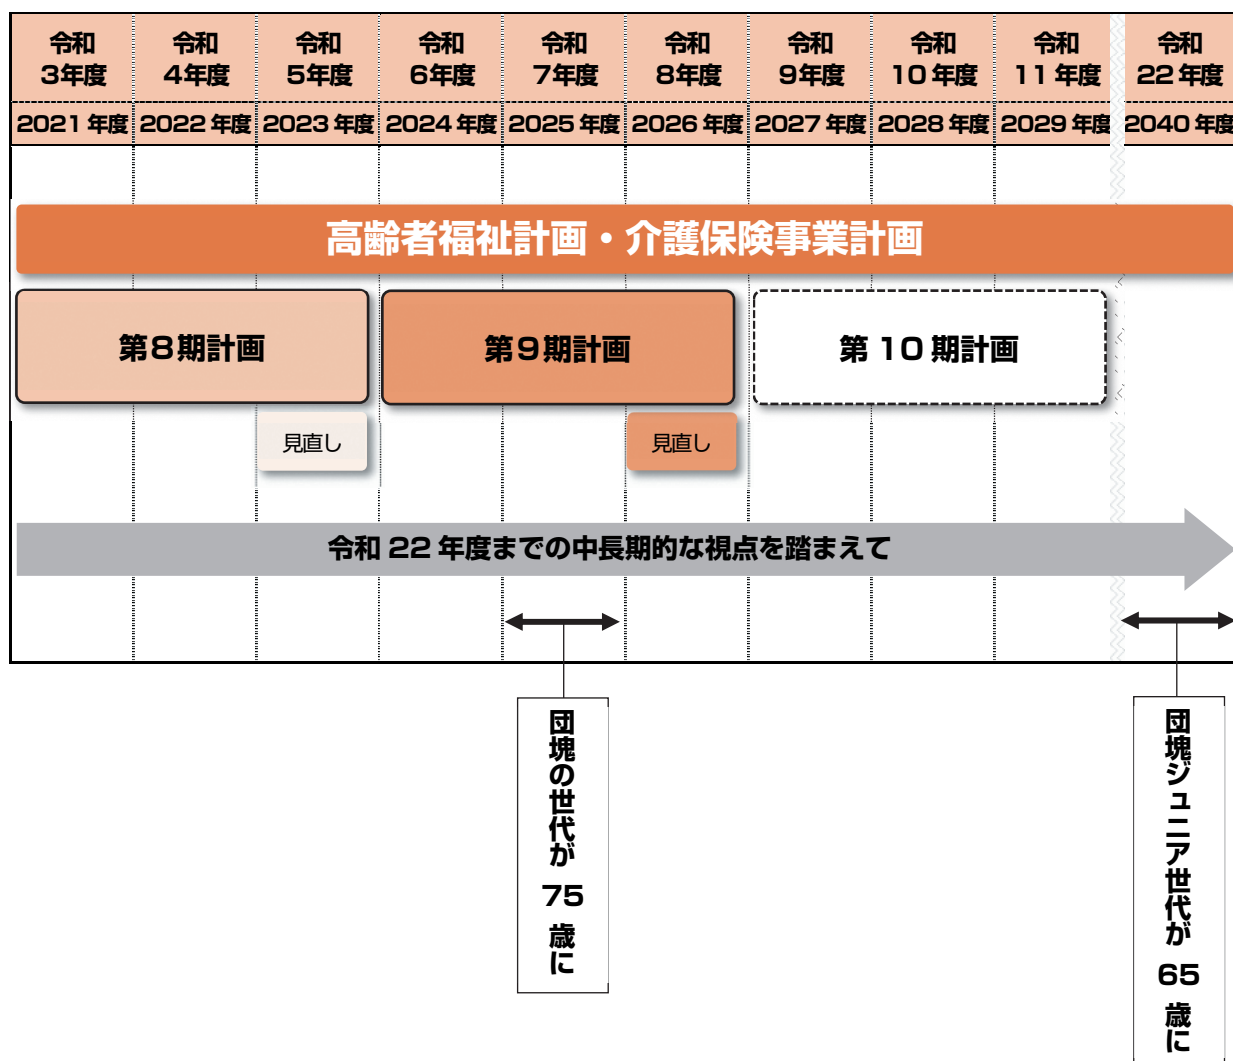 令和 令和 令和 令和 令和 令和 令和 令和 令和 令和
3年度 4年度 5年度 6年度 7年度 8年度 9年度 10年度 11年度 22年度
2021年度 2022年度 2023年度 2024年度 2025年度 2026年度 2027年度 2028年度 2029年度 2040年度
高齢者福祉計画・介護保険事業計画
第8期計画 第9期計画 第10期計画
見直し 見直し
令和22年度までの中長期的な視点を踏まえて
団塊の世代が75歳に
団塊ジュニア世代が65歳に